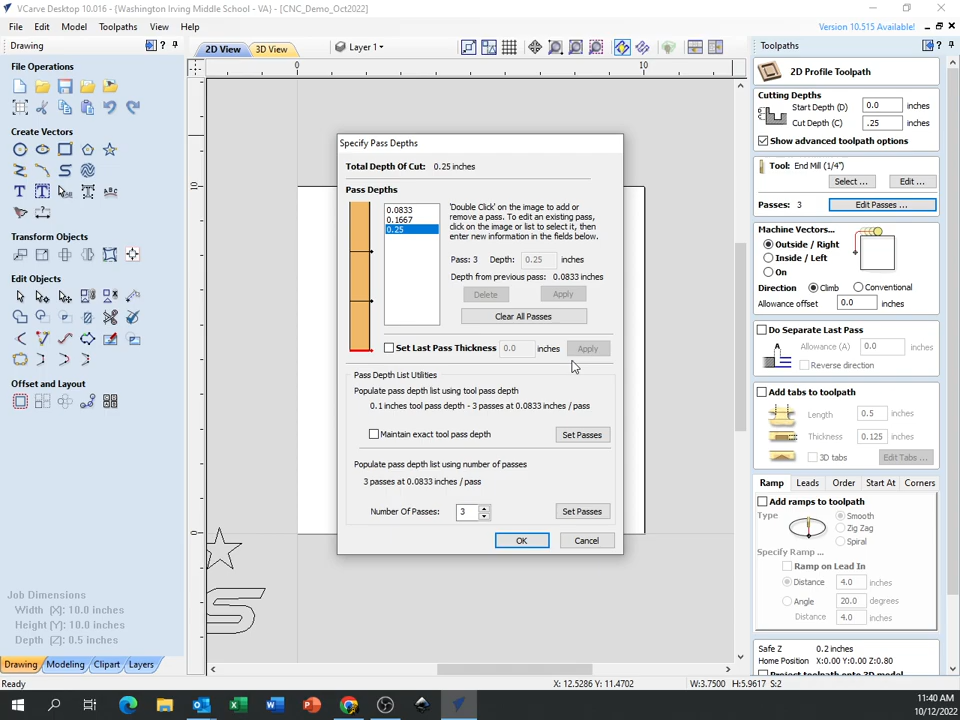 VCarve Desktop 10.016 - {Washington Irving Middle School - VA} - [CNC_Demo_Oct2022]
File Edit Model Toolpaths View Help
Version 10.515 Available!
Drawing
2D View
3D View
Layer 1
Toolpaths
File Operations
Create Vectors
Transform Objects
Edit Objects
Offset and Layout
Job Dimensions
Width (X): 10.0 inches
Height (Y): 10.0 inches
Depth (Z): 0.5 inches
Drawing Modeling Clipart Layers
0
10
10
0
Specify Pass Depths
Total Depth Of Cut: 0.25 inches
Pass Depths
0.0833
0.1667
0.25
'Double Click' on the image to add or
remove a pass. To edit an existing pass,
click on the image or list to select it, then
enter new information in the fields below.
Pass: 3 Depth: 0.25 inches
Depth from previous pass: 0.0833 inches
Delete Apply
Clear All Passes
Set Last Pass Thickness 0.0 inches Apply
Pass Depth List Utilities
Populate pass depth list using tool pass depth
0.1 inches tool pass depth - 3 passes at 0.0833 inches / pass
Maintain exact tool pass depth Set Passes
Populate pass depth list using number of passes
3 passes at 0.0833 inches / pass
Number Of Passes: 3 Set Passes
OK Cancel
2D Profile Toolpath
Cutting Depths
Start Depth (D) 0.0 inches
Cut Depth (C) .25 inches
Show advanced toolpath options
Tool: End Mill (1/4")
Select ... Edit ...
Passes: 3 Edit Passes ...
Machine Vectors...
Outside / Right
Inside / Left
On
Direction Climb Conventional
Allowance offset 0.0 inches
Do Separate Last Pass
Allowance (A) 0.0 inches
Reverse direction
Add tabs to toolpath
Length 0.5 inches
Thickness 0.125 inches
3D tabs Edit Tabs ...
Ramp Leads Order Start At Corners
Add ramps to toolpath
Type Smooth
Zig Zag
Spiral
Specify Ramp ...
Ramp on Lead In
Distance 4.0 inches
Angle 20.0 degrees
Distance 4.0 inches
Safe Z 0.2 inches
Home Position X:0.00 Y:0.00 Z:0.80
Project toolpath onto 3D model
Ready
X: 12.5286 Y: 11.4702
W:3.7500 H:5.9617 S:2
11:40 AM
10/12/2022